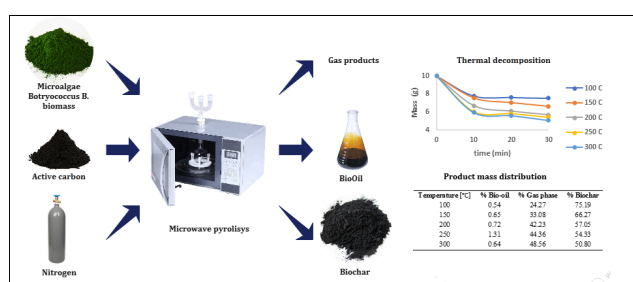 Microalgae
Botryococcus B.
biomass
Active carbon
Nitrogen
Microwave pyrolisys
Gas products
BioOil
Biochar
Thermal decomposition
Mass (g)
10
8
6
4
0 10 20 30
time (min)
100 C
150 C
200 C
250 C
300 C
Product mass distribution
Temperature [°C] % Bio-oil % Gas phase % Biochar
100 0.54 24.27 75.19
150 0.65 33.08 66.27
200 0.72 42.23 57.05
250 1.31 44.36 54.33
300 0.64 48.56 50.80